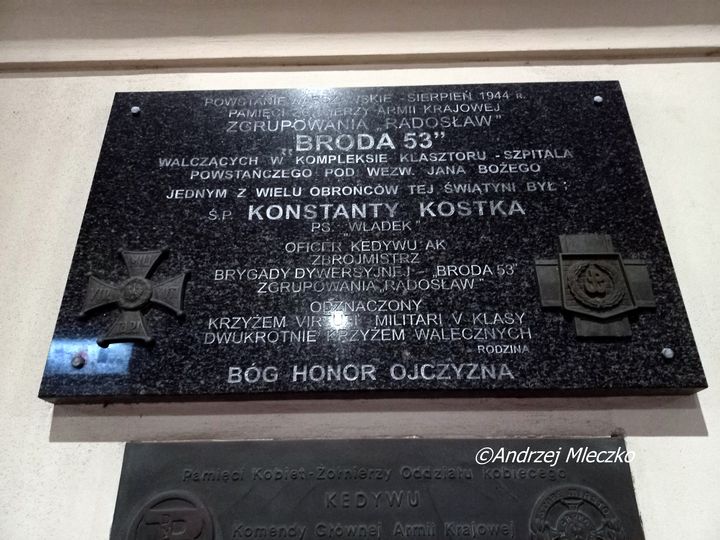 POWSTANIE WARSZAWSKIE - SIERPIEŃ 1944 R.
PAMIĘCI ŻOŁNIERZY ARMII KRAJOWEJ
ZGRUPOWANIA „RADOSŁAW”
„BRODA 53”
WALCZĄCYCH W KOMPLEKSIE KLASZTORU - SZPITALA
POWSTAŃCZEGO POD WEZW. JANA BOŻEGO
JEDNYM Z WIELU OBROŃCÓW TEJ ŚWIĄTYNI BYŁ :
Ś.P. KONSTANTY KOSTKA
PS. "WŁADEK"
OFICER KEDYWU AK
ZBROJMISTRZ
BRYGADY DYWERSYJNEJ - „BRODA 53”
ZGRUPOWANIA „RADOSŁAW”
ODZNACZONY
KRZYŻEM VIRTUTI MILITARI V KLASY
DWUKROTNIE KRZYŻEM WALECZNYCH
RODZINA
BÓG HONOR OJCZYZNA
©Andrzej Mleczko
Pamięci Kobiet-Żołnierzy Oddziału kobiecego
KEDYWU
Komendy Głównej Armii Krajowej